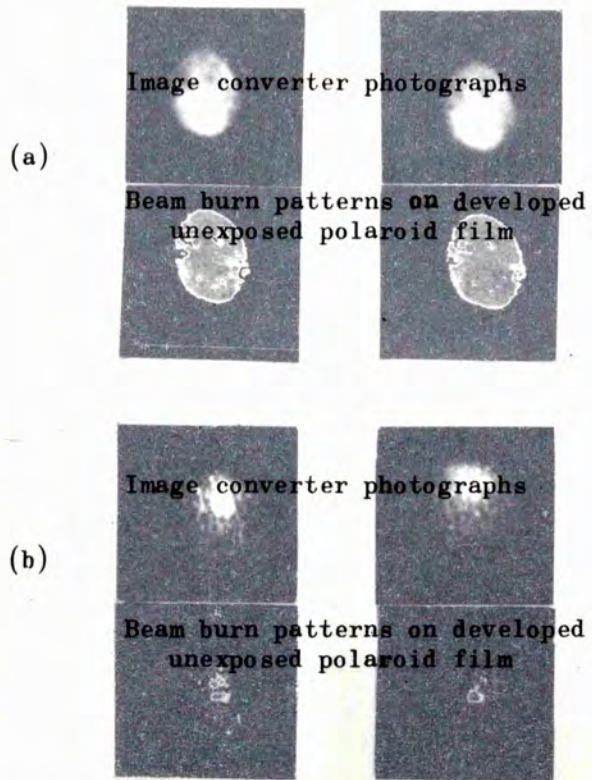 Image converter photographs
(a)
Beam burn patterns on developed
unexposed polaroid film
Image converter photographs
(b)
Beam burn patterns on developed
unexposed polaroid film